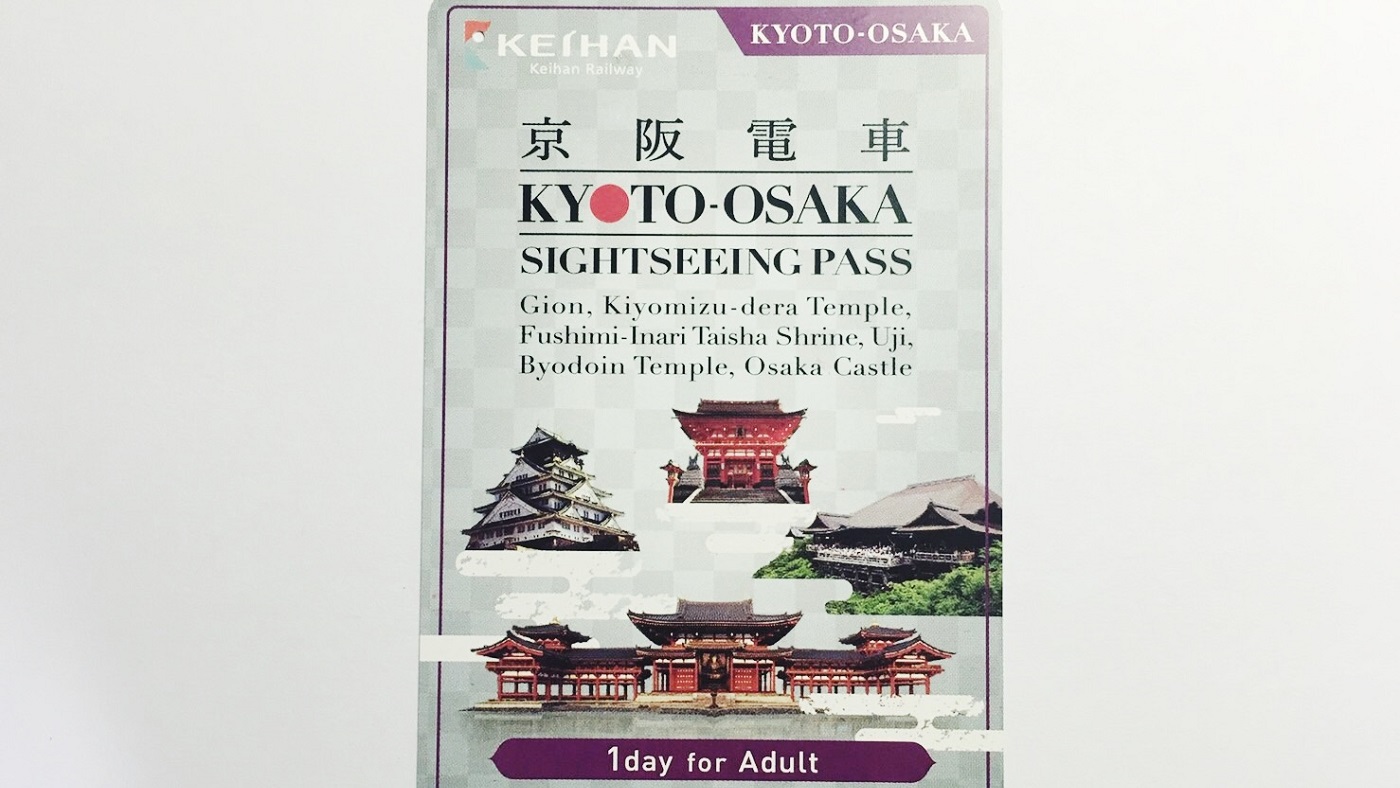 KEIHAN
Keihan Railway
KYOTO-OSAKA
京阪電車
KYOTO-OSAKA
SIGHTSEEING PASS
Gion, Kiyomizu-dera Temple,
Fushimi-Inari Taisha Shrine, Uji,
Byodoin Temple, Osaka Castle
1day for Adult